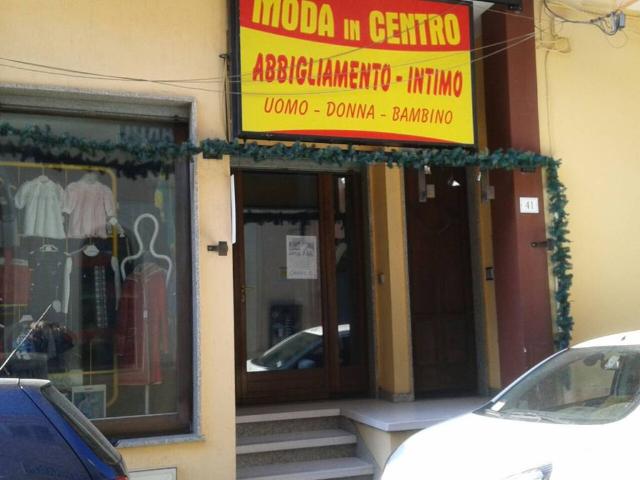 MODA IN CENTRO
ABBIGLIAMENTO - INTIMO
UOMO - DONNA - BAMBINO
41